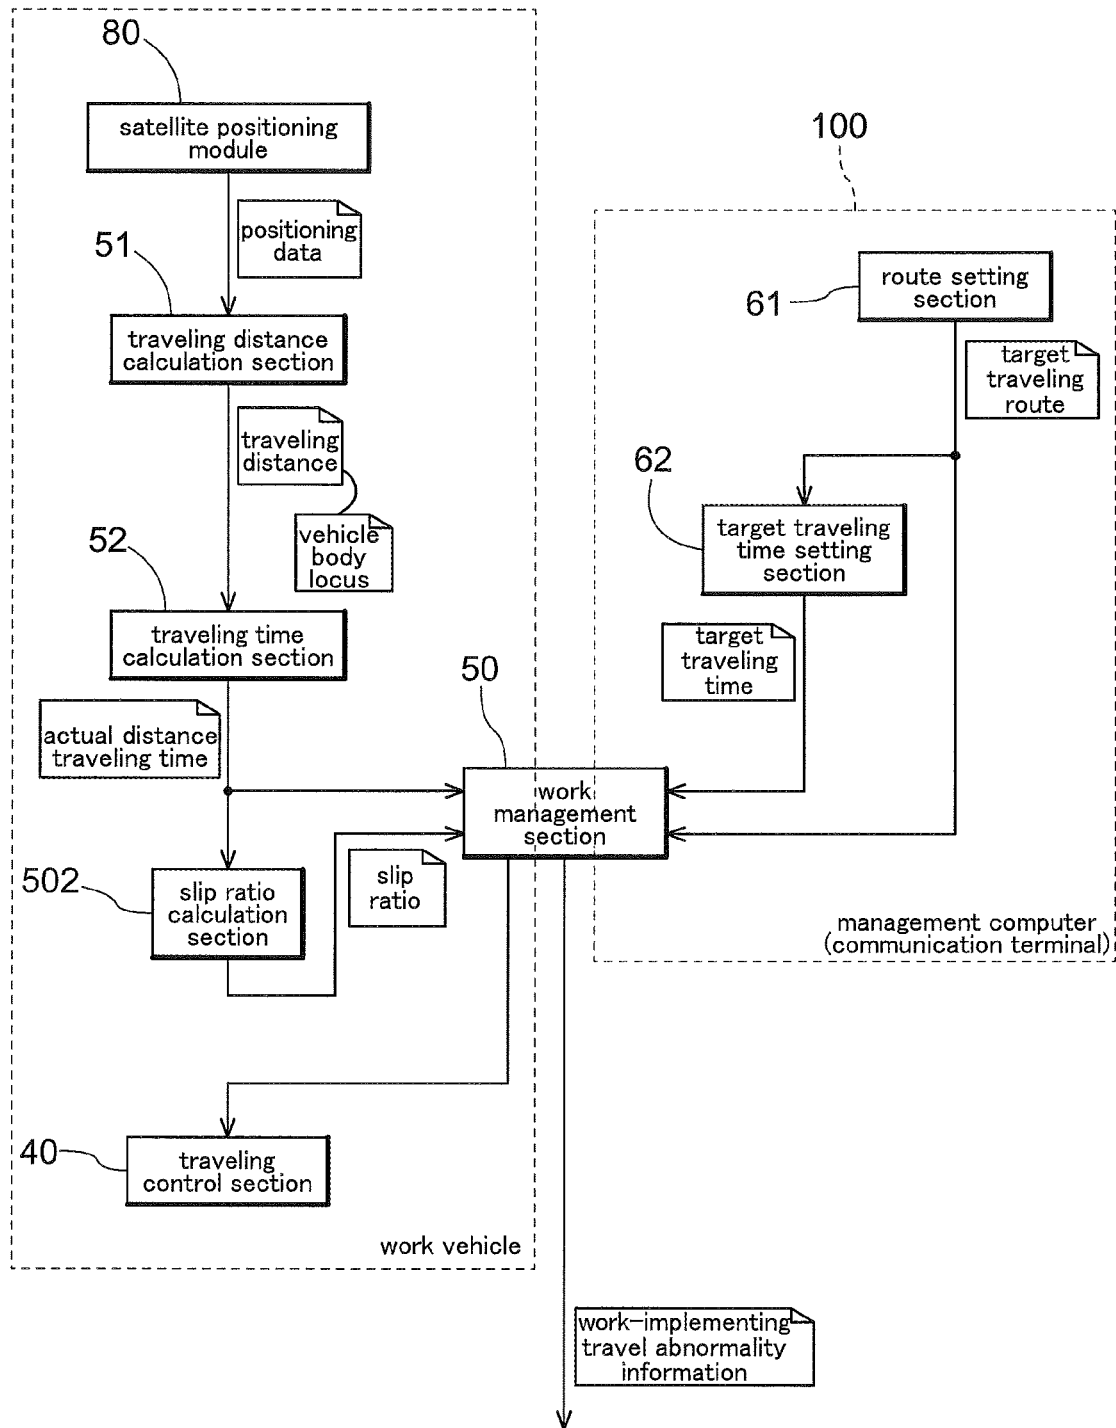 80
satellite positioning
module
positioning
data
51
traveling distance
calculation section
traveling
distance
vehicle
body
locus
52
traveling time
calculation section
actual distance
traveling time
50
work
management
section
502
slip ratio
calculation
section
slip
ratio
40
traveling
control section
work vehicle
100
61
route setting
section
target
traveling
route
62
target traveling
time setting
section
target
traveling
time
management computer
(communication terminal)
work-implementing
travel abnormality
information